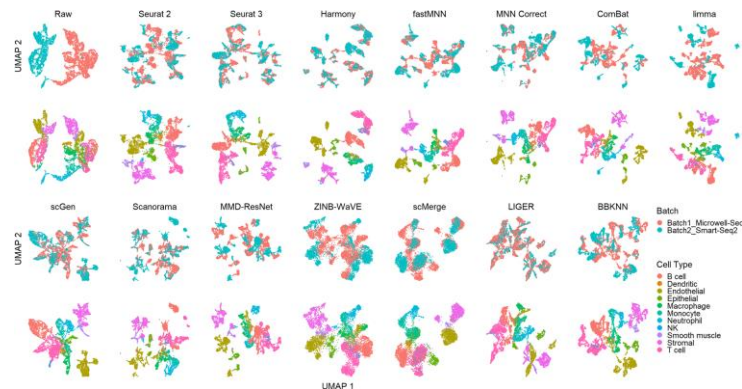 Raw Seurat 2 Seurat 3 Harmony fastMNN MNN Correct ComBat limma
UMAP 2
scGen Scanorama MMD-ResNet ZINB-WaVE scMerge LIGER BBKNN
UMAP 2
Batch
Batch1_Microwell-Seq
Batch2_Smart-Seq2
Cell Type
B cell
Dendritic
Endothelial
Epithelial
Macrophage
Monocyte
Neutrophil
NK
Smooth muscle
Stromal
T cell
UMAP 1